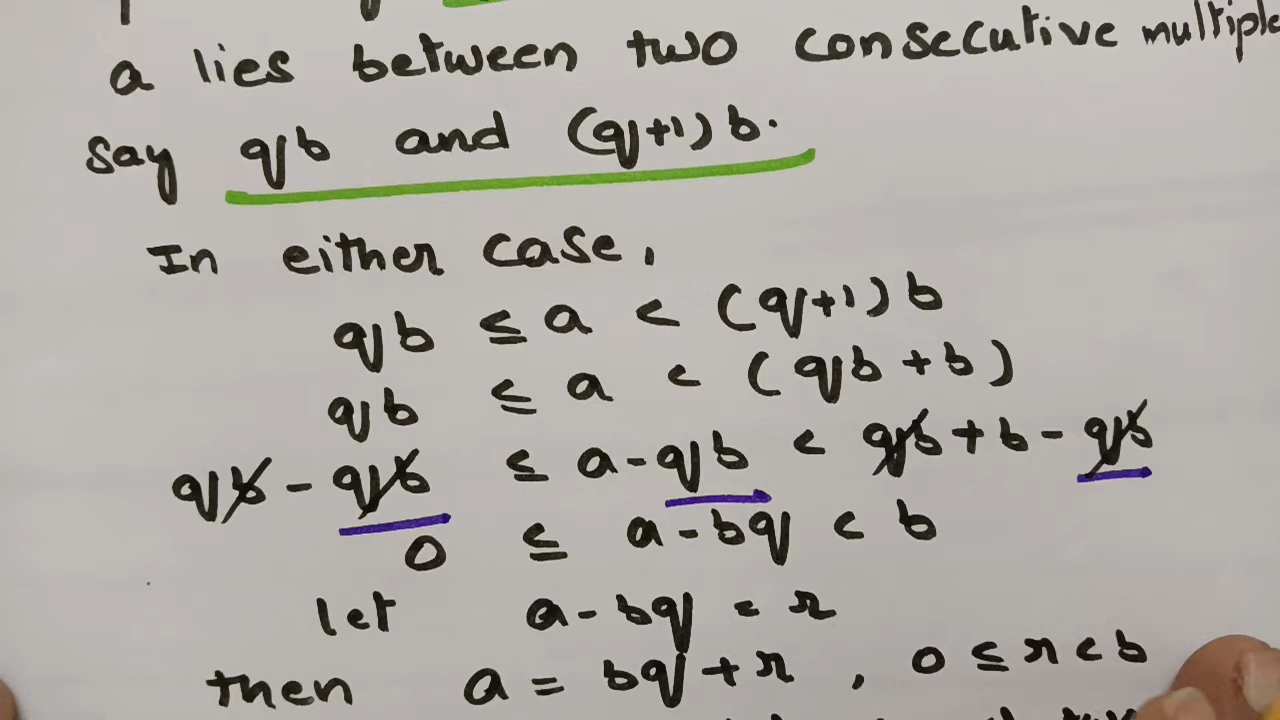 a lies between two consecutive multiple
say qb and (q+1)b.
In either case,
qb ≤ a < (q+1)b
qb ≤ a < (qb+b)
qb - qb ≤ a-qb < qb+b-qb
0 ≤ a-bq < b
let a-bq = r
then a = bq+r, 0 ≤ r < b